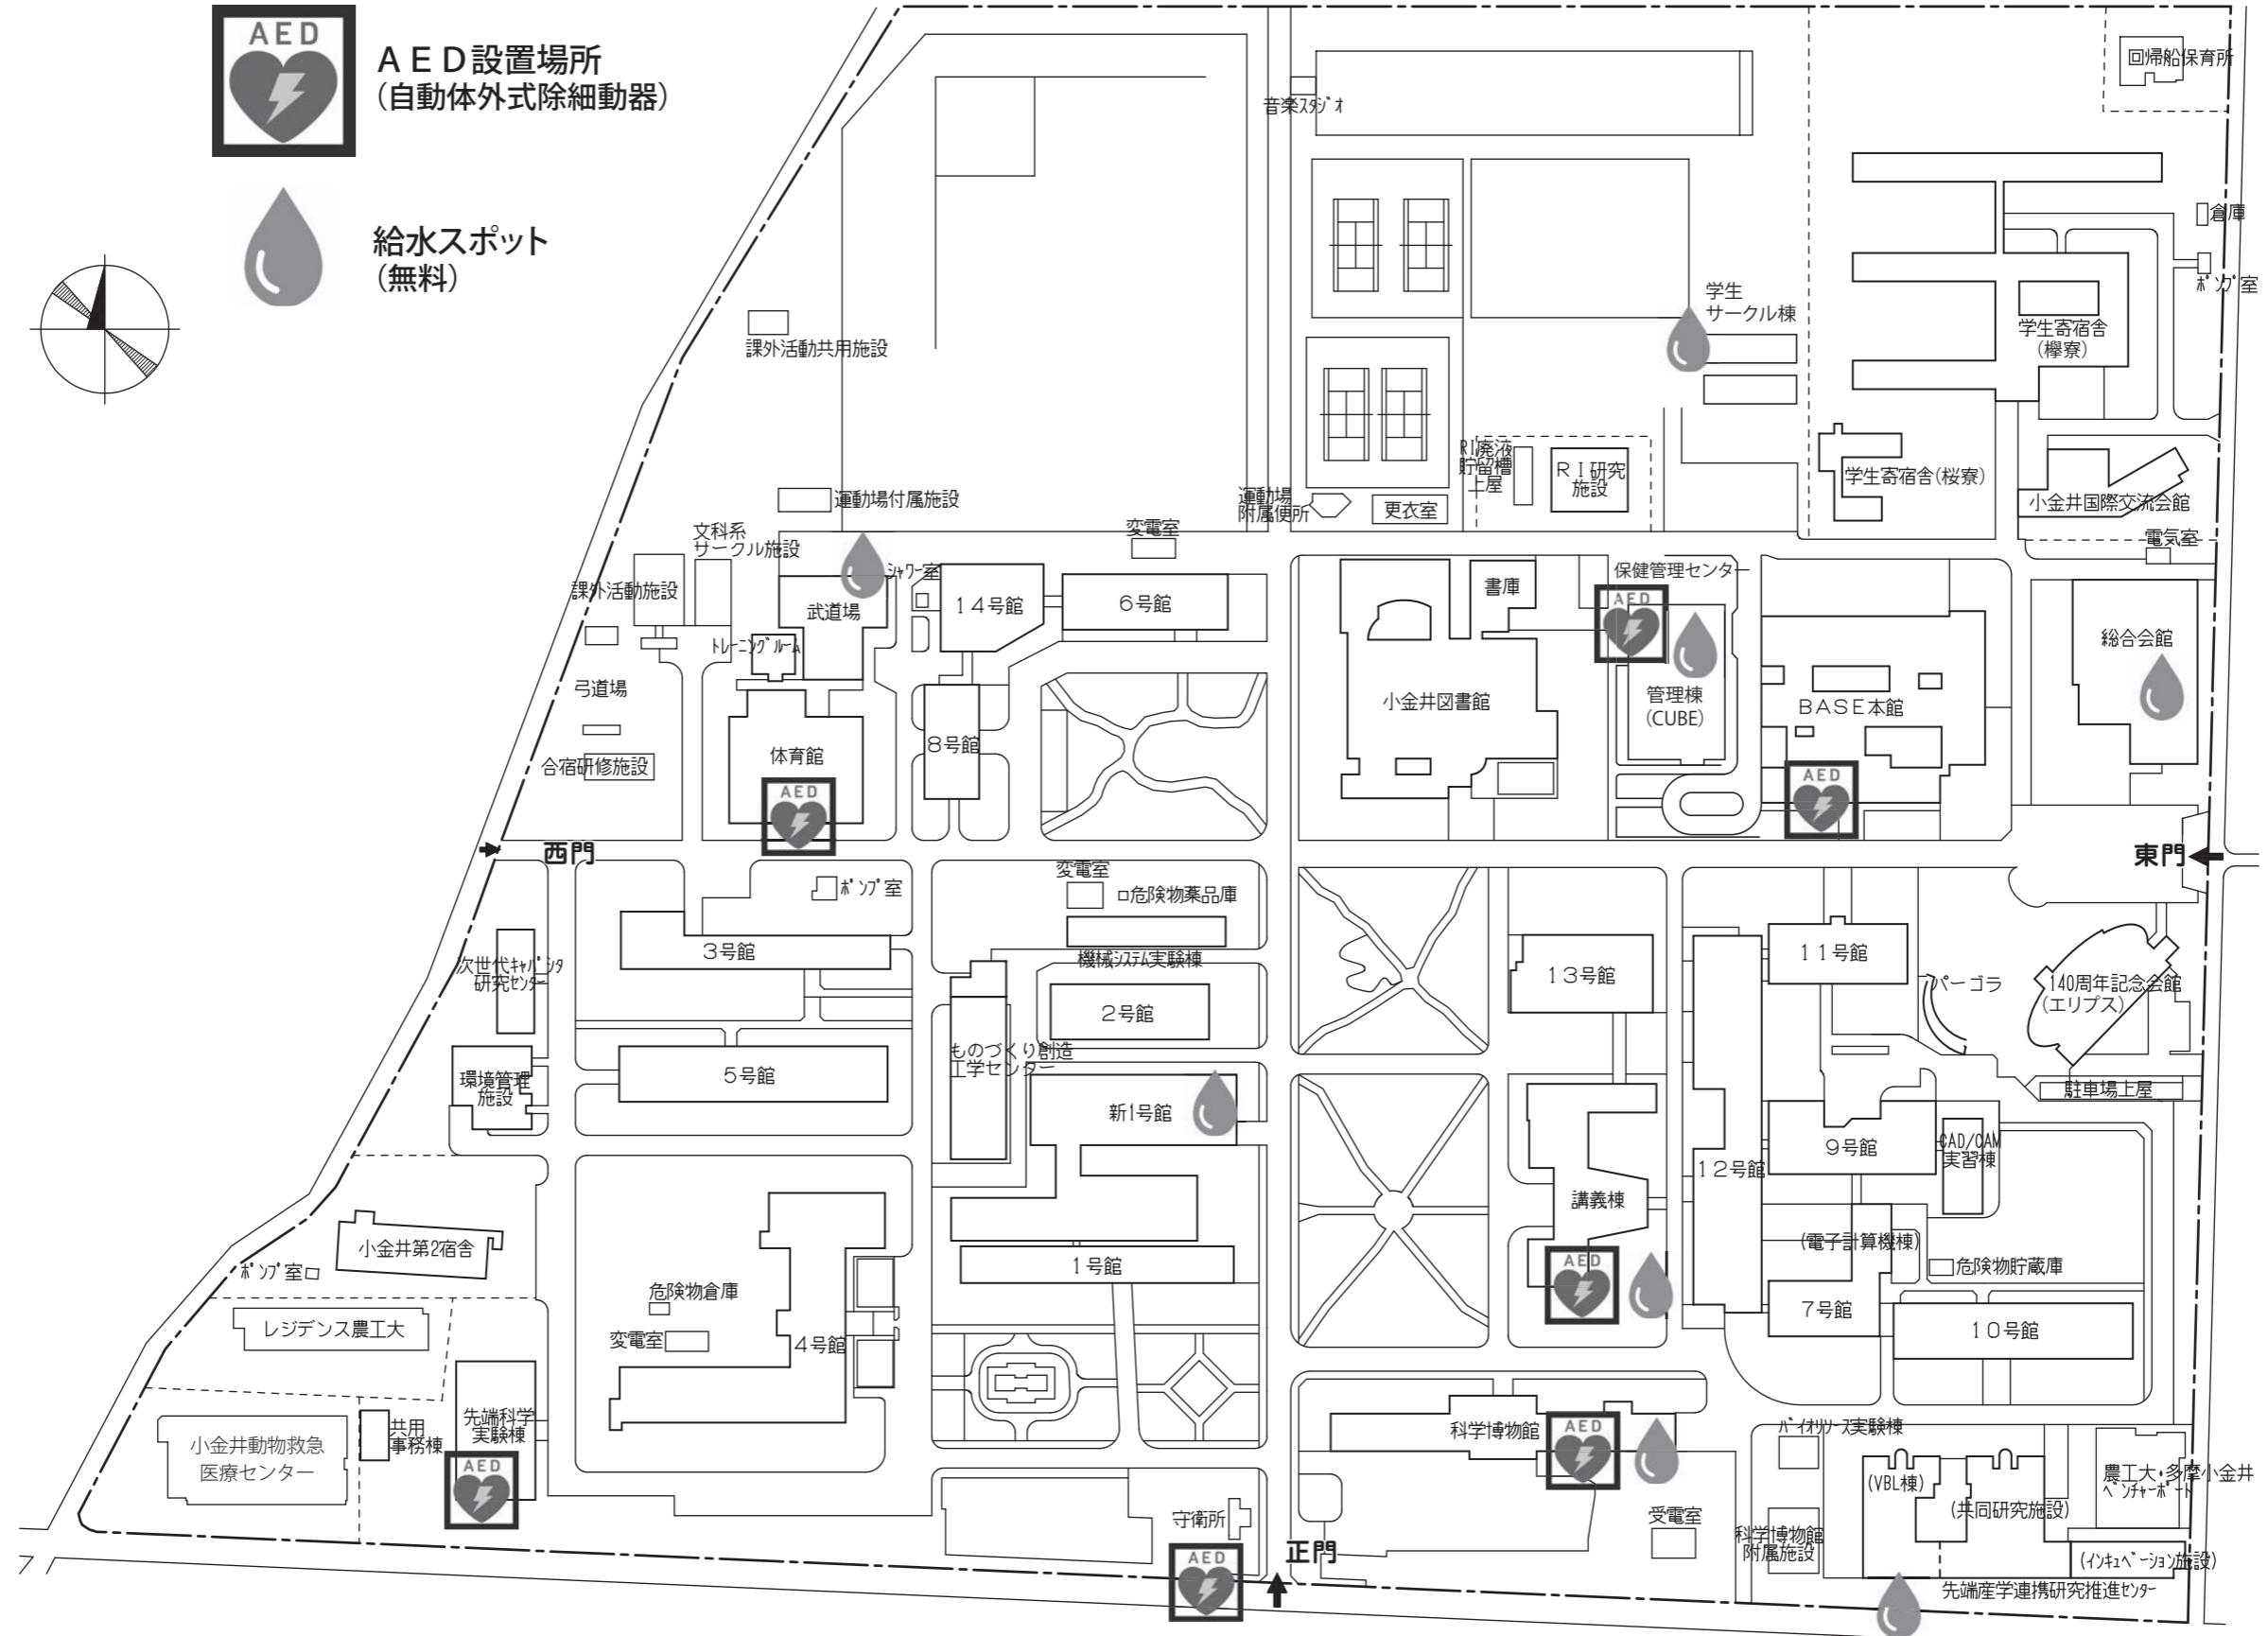 AED
AED設置場所
(自動体外式除細動器)
給水スポット
(無料)
回帰船保育所
音楽スタジオ
倉庫
ポンプ室
学生
サークル棟
学生寄宿舎
(欅寮)
課外活動共用施設
RI廃液
貯留槽
上屋
RI研究
施設
学生寄宿舎(桜寮)
小金井国際交流会館
運動場付属施設
運動場
附属便所
更衣室
変電室
文科系
サークル施設
電気室
シャワー室
課外活動施設
武道場
14号館
6号館
書庫
保健管理センター
AED
総合会館
トレーニングルーム
弓道場
小金井図書館
管理棟
(CUBE)
BASE本館
8号館
体育館
合宿研修施設
AED
AED
西門
東門
変電室
ポンプ室
危険物薬品庫
3号館
機械システム実験棟
次世代キャパシタ
研究センター
13号館
11号館
パーゴラ
140周年記念会館
(エリプス)
2号館
ものづくり創造
工学センター
5号館
環境管理
施設
新1号館
駐車場上屋
9号館
CAD/CAM
実習棟
12号館
講義棟
小金井第2宿舎
(電子計算機棟)
ポンプ室
1号館
危険物貯蔵庫
AED
危険物倉庫
7号館
10号館
レジデンス農工大
変電室
4号館
先端科学
実験棟
共用
事務棟
小金井動物救急
医療センター
AED
科学博物館
AED
バイオリソース実験棟
(VBL棟)
(共同研究施設)
農工大・多摩小金井
ベンチャーポート
守衛所
受電室
科学博物館
附属施設
正門
AED
(インキュベーション施設)
先端産学連携研究推進センター